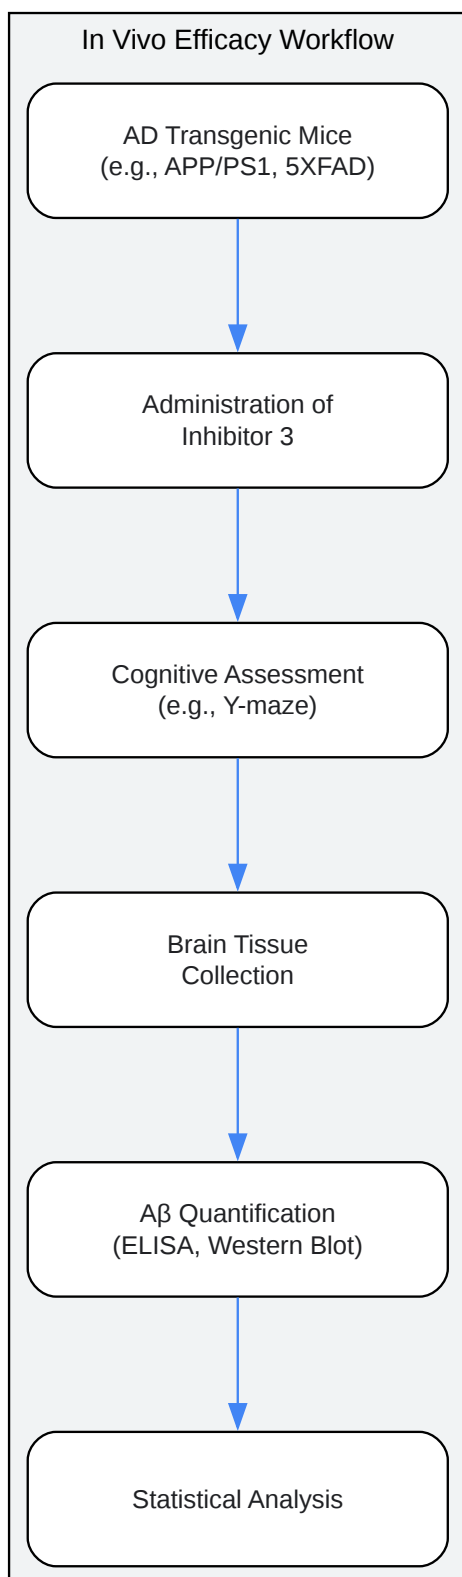 In Vivo Efficacy Workflow
AD Transgenic Mice
(e.g., APP/PS1, 5XFAD)
Administration of
Inhibitor 3
Cognitive Assessment
(e.g., Y-maze)
Brain Tissue
Collection
Aβ Quantification
(ELISA, Western Blot)
Statistical Analysis